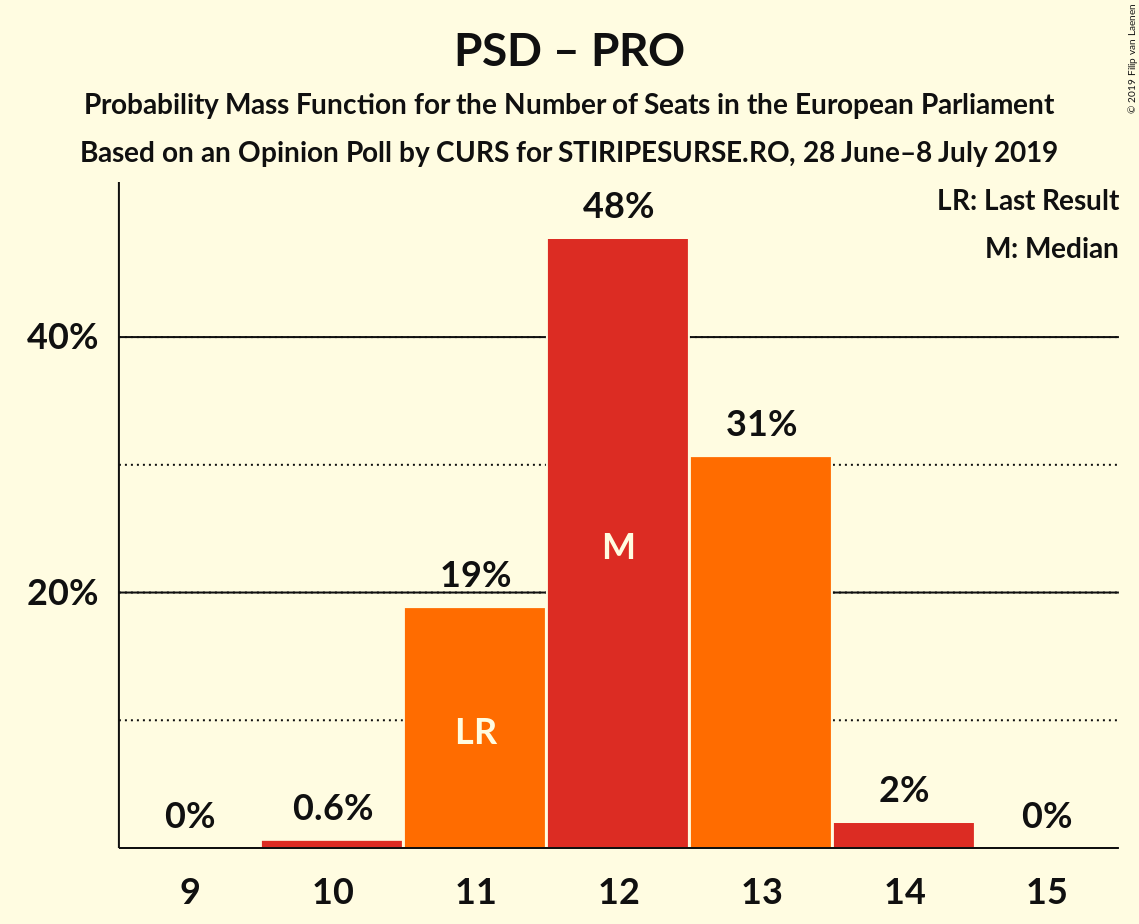 PSD – PRO
Probability Mass Function for the Number of Seats in the European Parliament
Based on an Opinion Poll by CURS for STIRIPESURSE.RO, 28 June–8 July 2019
© 2019 Filip van Laenen
LR: Last Result
M: Median
48%
40%
31%
M
19%
20%
LR
0%
0.6%
2%
0%
9
10
11
12
13
14
15